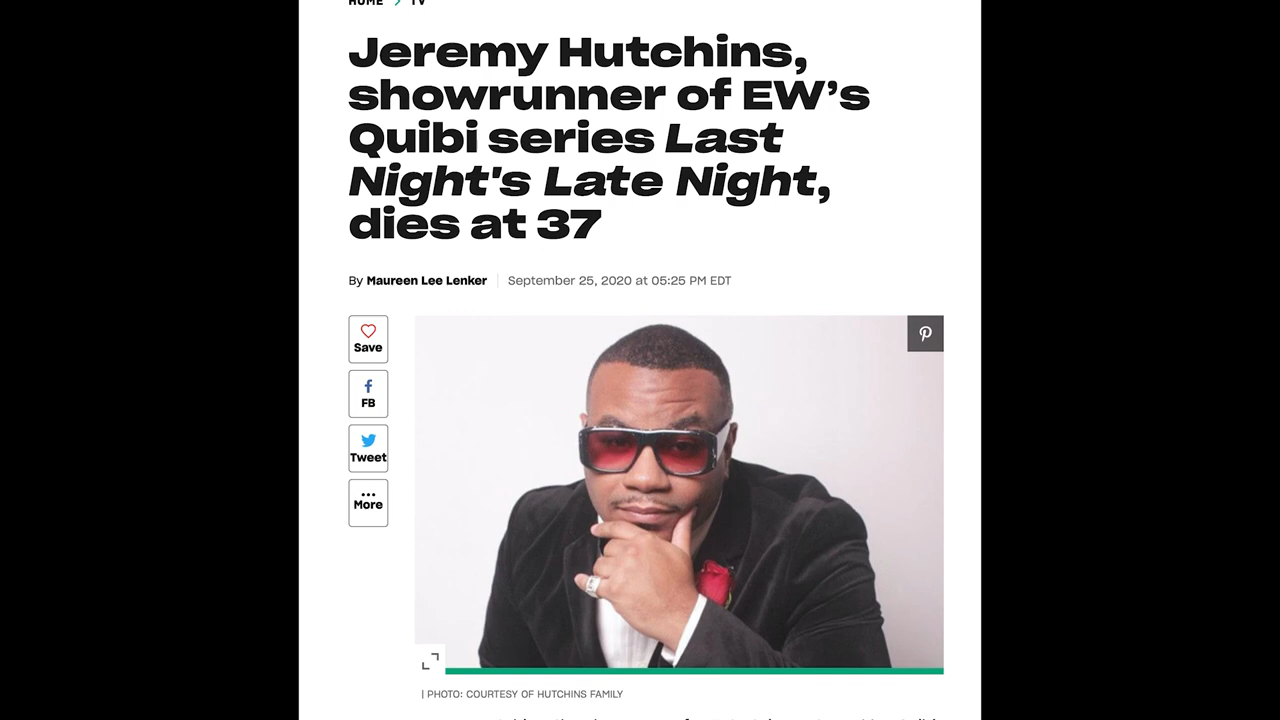 HOME > TV
Jeremy Hutchins,
showrunner of EW’s
Quibi series Last
Night's Late Night,
dies at 37
By Maureen Lee Lenker | September 25, 2020 at 05:25 PM EDT
Save
FB
Tweet
More
| PHOTO: COURTESY OF HUTCHINS FAMILY